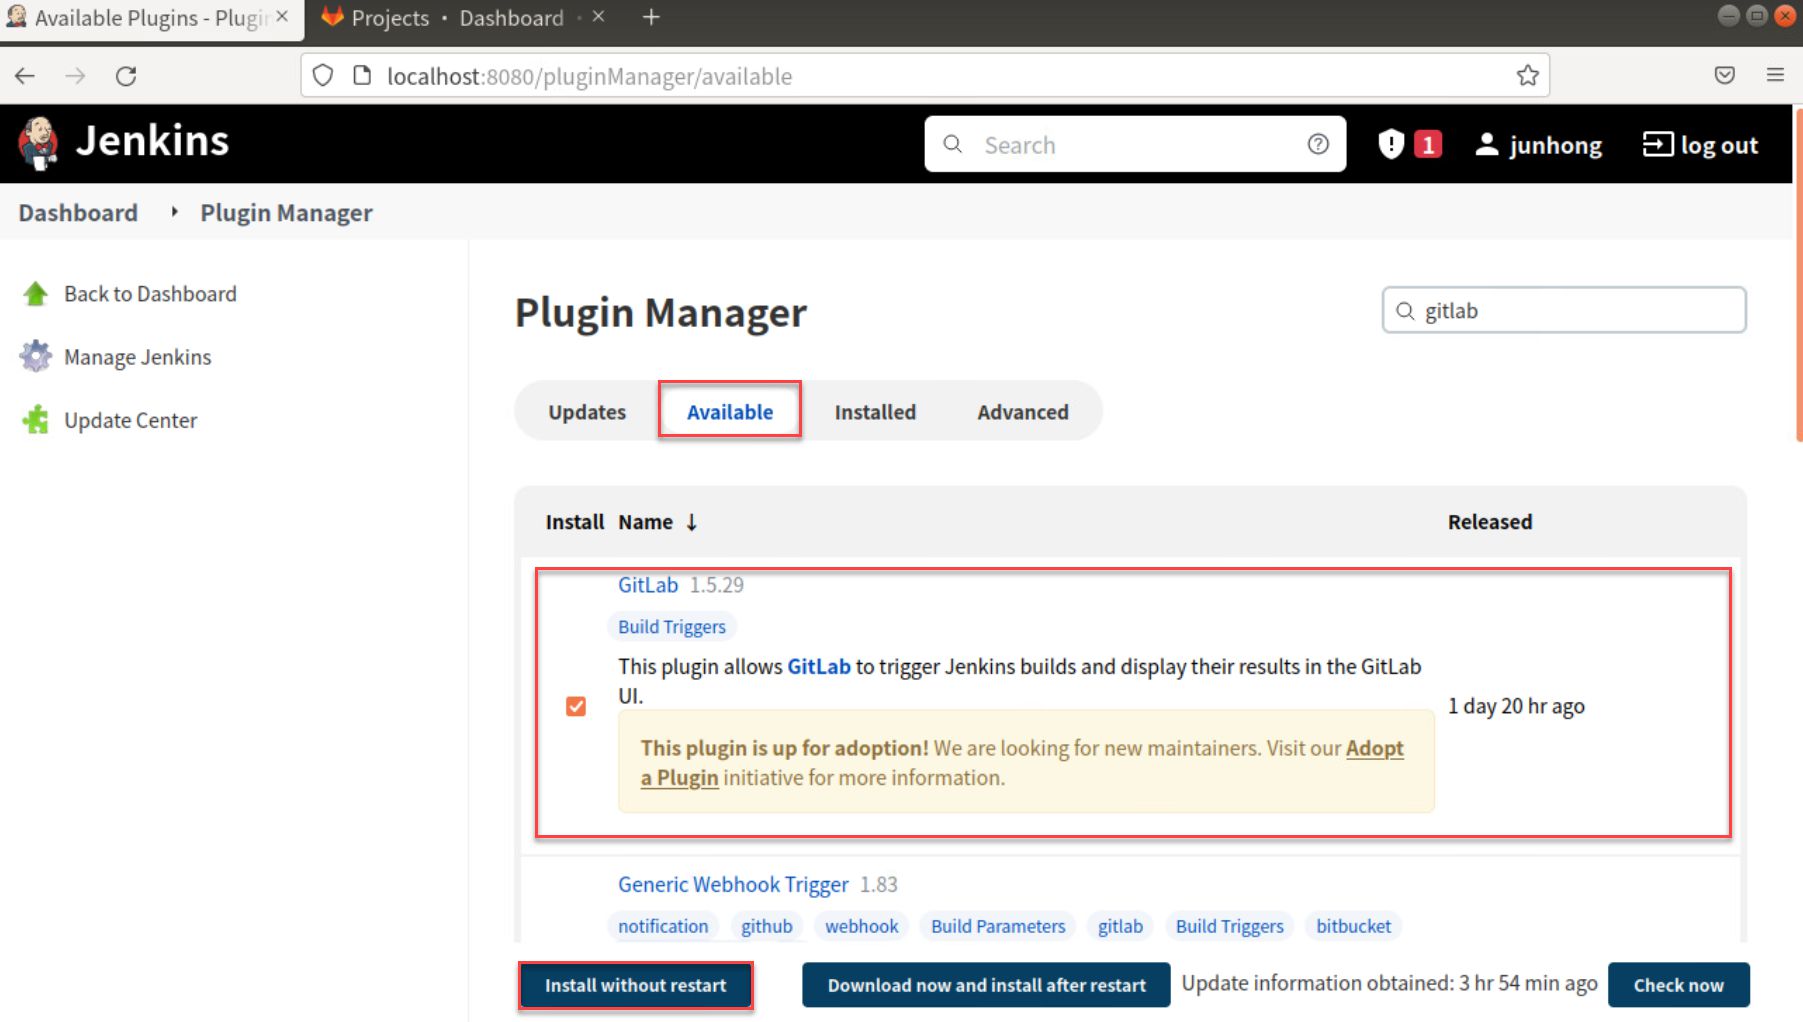 Available Plugins - Plugin
Projects · Dashboard ·
localhost:8080/pluginManager/available
Jenkins
Search
1
junhong
log out
Dashboard
Plugin Manager
Back to Dashboard
Manage Jenkins
Update Center
Plugin Manager
gitlab
Updates
Available
Installed
Advanced
Install Name ↓ Released
GitLab 1.5.29
Build Triggers
This plugin allows GitLab to trigger Jenkins builds and display their results in the GitLab
UI.
1 day 20 hr ago
This plugin is up for adoption! We are looking for new maintainers. Visit our Adopt
a Plugin initiative for more information.
Generic Webhook Trigger 1.83
notification github webhook Build Parameters gitlab Build Triggers bitbucket
Install without restart
Download now and install after restart
Update information obtained: 3 hr 54 min ago
Check now